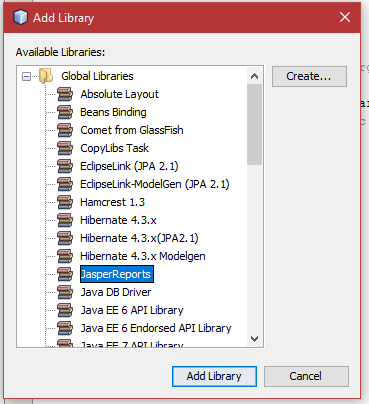 Add Library
Available Libraries:
Global Libraries
Create...
Absolute Layout
Beans Binding
Comet from GlassFish
CopyLibs Task
EclipseLink (JPA 2.1)
EclipseLink-ModelGen (JPA 2.1)
Hamcrest 1.3
Hibernate 4.3.x
Hibernate 4.3.x(JPA2.1)
Hibernate 4.3.x Modelgen
JasperReports
Java DB Driver
Java EE 6 API Library
Java EE 6 Endorsed API Library
Java EE 7 API Library
Add Library
Cancel